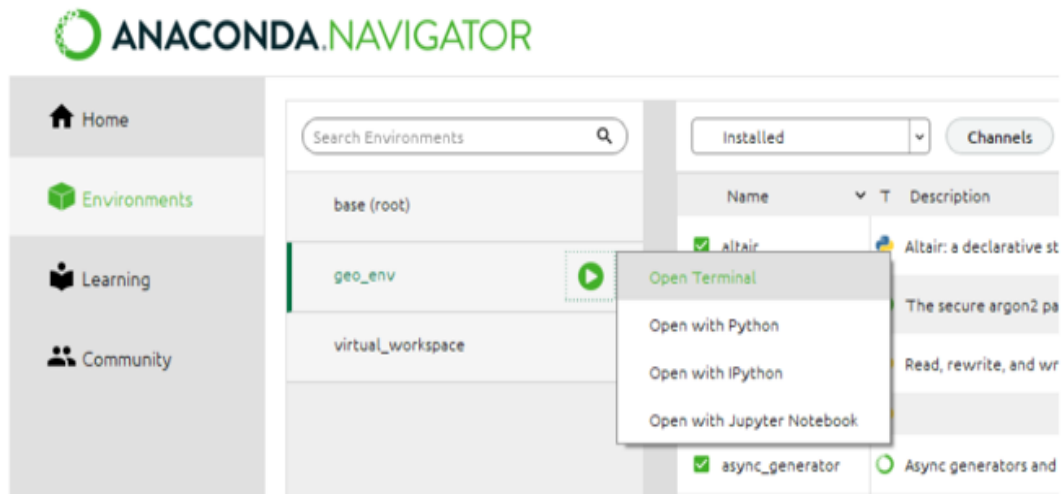 ANACONDA.NAVIGATOR
Home
Environments
Learning
Community
Search Environments
base (root)
geo_env
virtual_workspace
Installed
Channels
Name
T
Description
altair
Altair: a declarative st
Open Terminal
Open with Python
Open with IPython
Open with Jupyter Notebook
The secure argon2 pa
Read, rewrite, and wr
async_generator
Async generators and